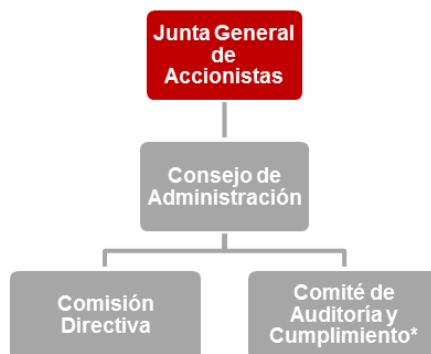 Junta General
de
Accionistas
Consejo de
Administración
Comisión
Directiva
Comité de
Auditoría y
Cumplimiento*